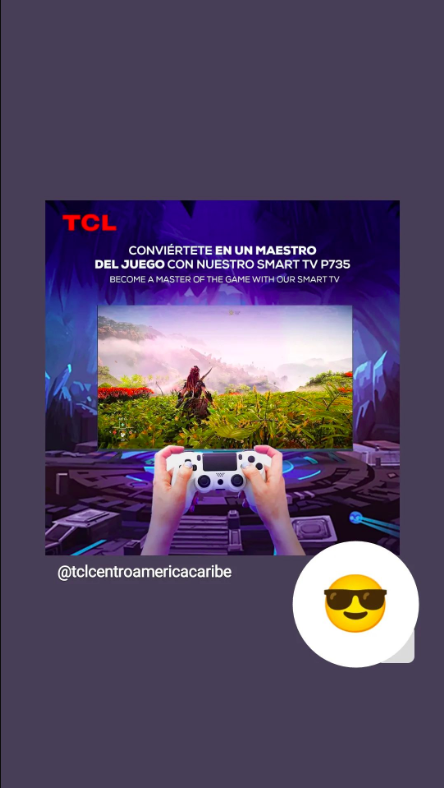 TCL
CONVIÉRTETE EN UN MAESTRO
DEL JUEGO CON NUESTRO SMART TV P735
BECOME A MASTER OF THE GAME WITH OUR SMART TV
@tclcentroamericacaribe